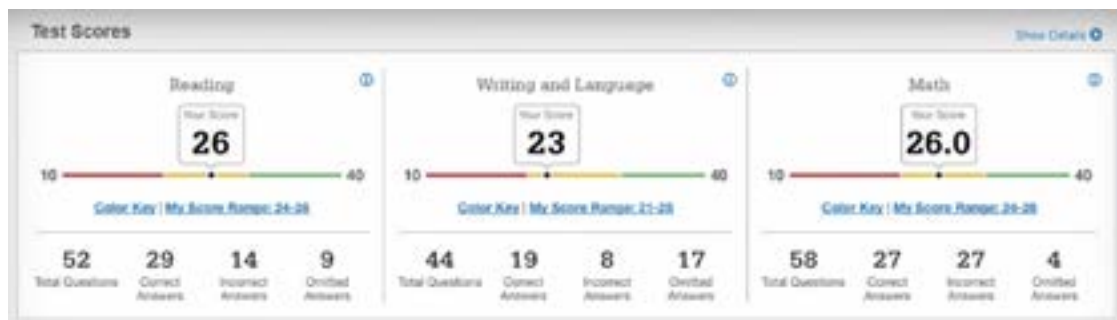 Test Scores
Show Details
Reading
Your Score
26
10
40
Color Key | My Score Range: 24-28
52
Total Questions
29
Correct Answers
14
Incorrect Answers
9
Omitted Answers
Writing and Language
Your Score
23
10
40
Color Key | My Score Range: 21-25
44
Total Questions
19
Correct Answers
8
Incorrect Answers
17
Omitted Answers
Math
Your Score
26.0
10
40
Color Key | My Score Range: 24-28
58
Total Questions
27
Correct Answers
27
Incorrect Answers
4
Omitted Answers